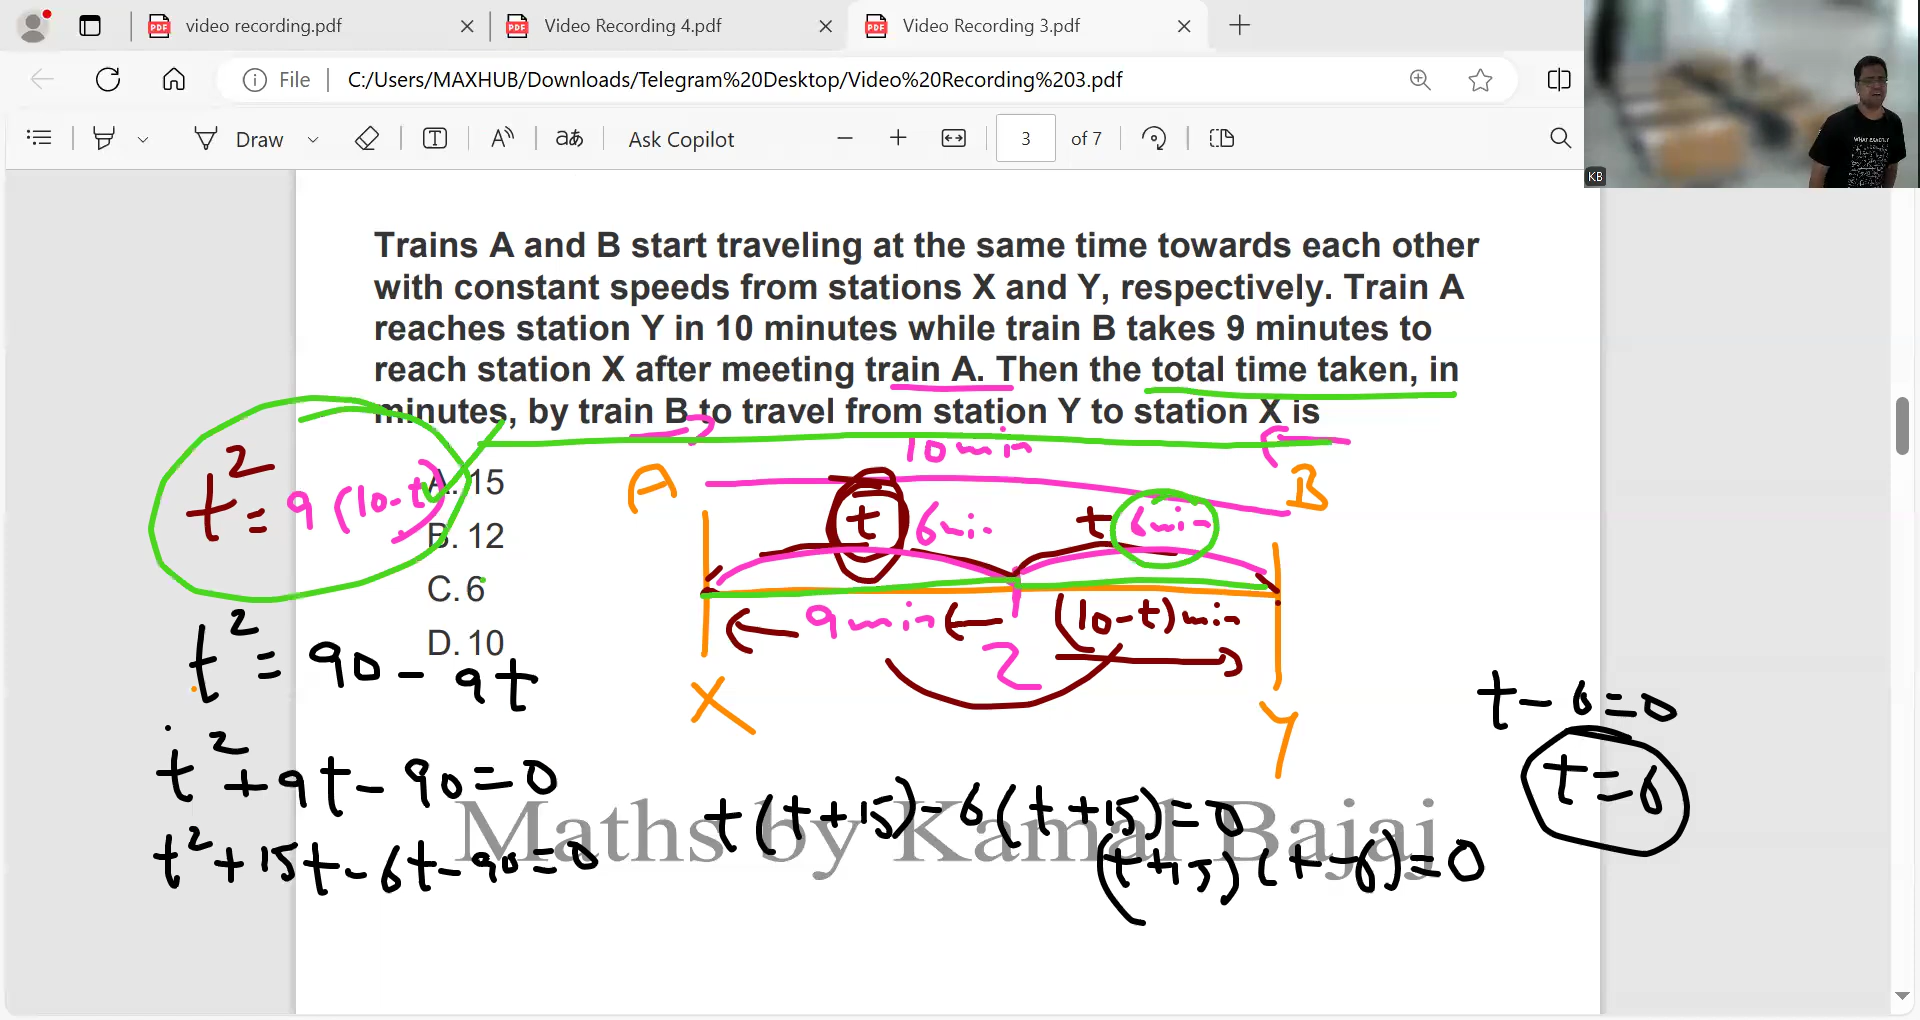 video recording.pdf
Video Recording 4.pdf
Video Recording 3.pdf
File C:/Users/MAXHUB/Downloads/Telegram%20Desktop/Video%20Recording%203.pdf
Draw
Ask Copilot
3 of 7
KB
WHAT EXACTLY
Trains A and B start traveling at the same time towards each other
with constant speeds from stations X and Y, respectively. Train A
reaches station Y in 10 minutes while train B takes 9 minutes to
reach station X after meeting train A. Then the total time taken, in
minutes, by train B to travel from station Y to station X is
A. 15
B. 12
C. 6
D. 10
t² = 9 (10-t)
10 min
A
B
t 6 min
t 6 min
9 min
(10-t) min
Z
X
Y
t² = 90 - 9t
t² + 9t - 90 = 0
t² + 15t - 6t - 90 = 0
t (t + 15) - 6 (t + 15) = 0
(t + 15) (t - 6) = 0
t - 6 = 0
t = 6
Maths by Kamal Bajaj